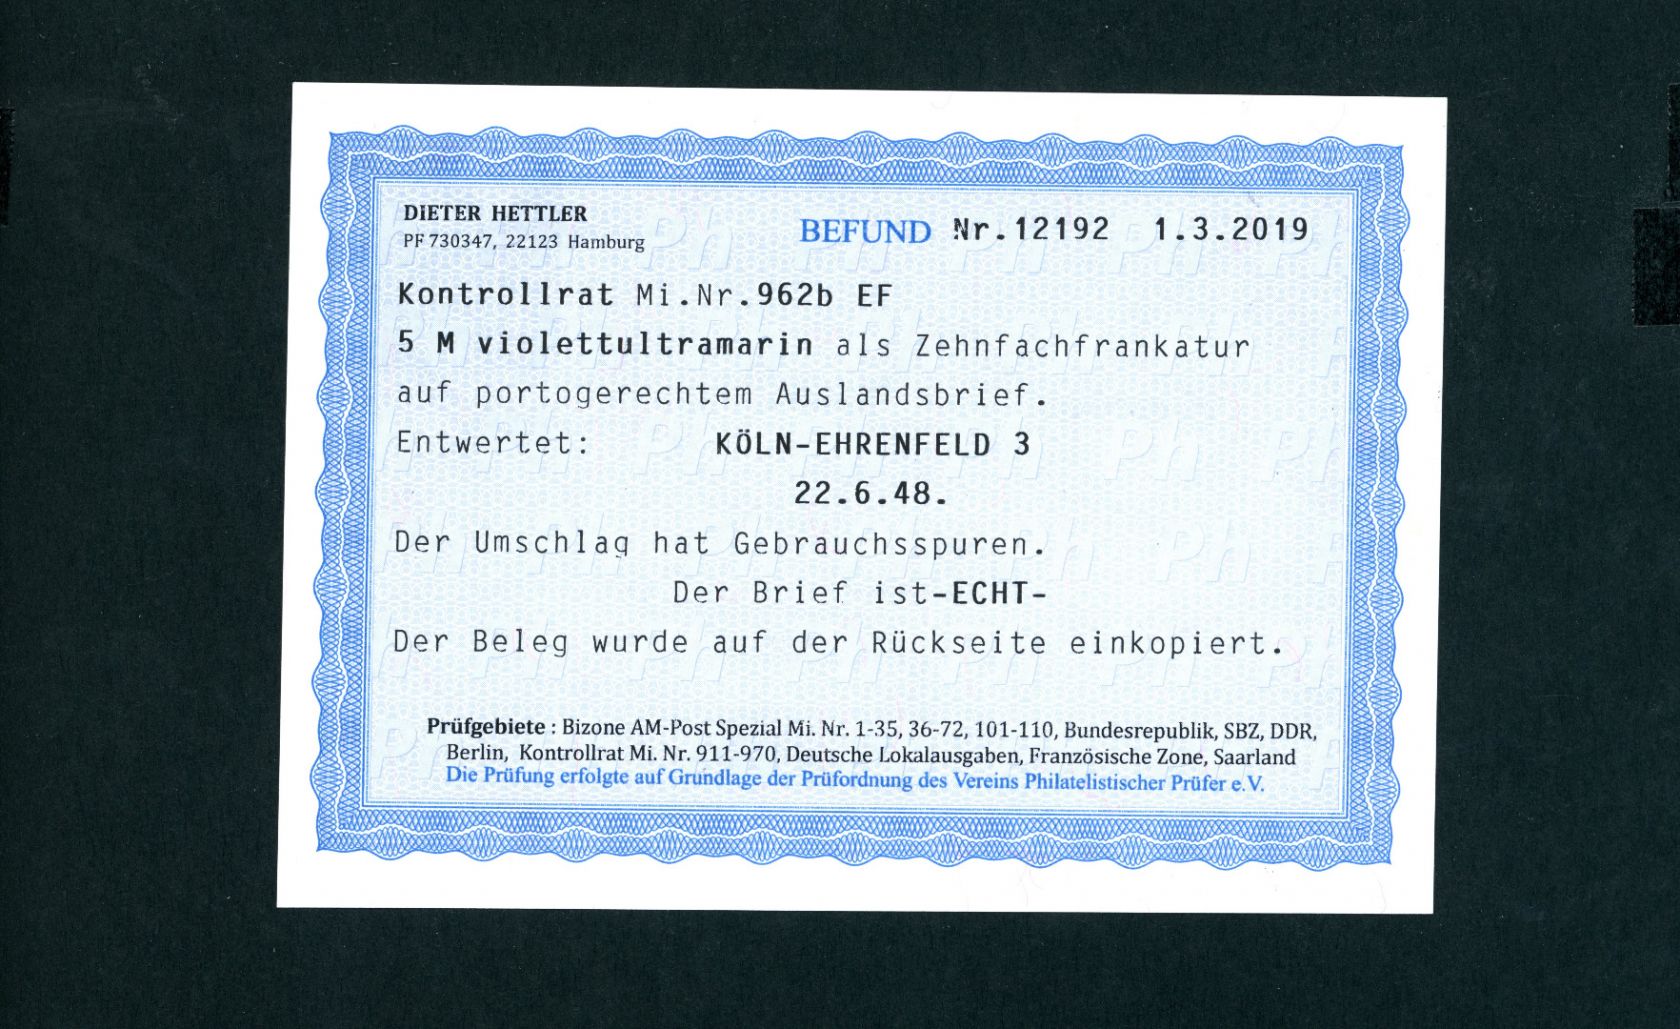 DIETER HETTLER
PF 730347, 22123 Hamburg
BEFUND Nr.12192 1.3.2019
Kontrollrat Mi.Nr.962b EF
5 M violettultramarin als Zehnfachfrankatur
auf portogerechtem Auslandsbrief.
Entwertet: KÖLN-EHRENFELD 3
22.6.48.
Der Umschlag hat Gebrauchsspuren.
Der Brief ist-ECHT-
Der Beleg wurde auf der Rückseite einkopiert.
Prüfgebiete : Bizone AM-Post Spezial Mi. Nr. 1-35, 36-72, 101-110, Bundesrepublik, SBZ, DDR,
Berlin, Kontrollrat Mi. Nr. 911-970, Deutsche Lokalausgaben, Französische Zone, Saarland
Die Prüfung erfolgte auf Grundlage der Prüfordnung des Vereins Philatelistischer Prüfer e.V.